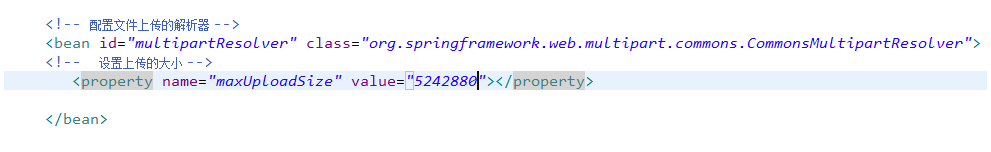 <!-- 配置文件上传的解析器 -->
<bean id="multipartResolver" class="org.springframework.web.multipart.commons.CommonsMultipartResolver">
<!--  设置上传的大小 -->
<property name="maxUploadSize" value="5242880"></property>
</bean>